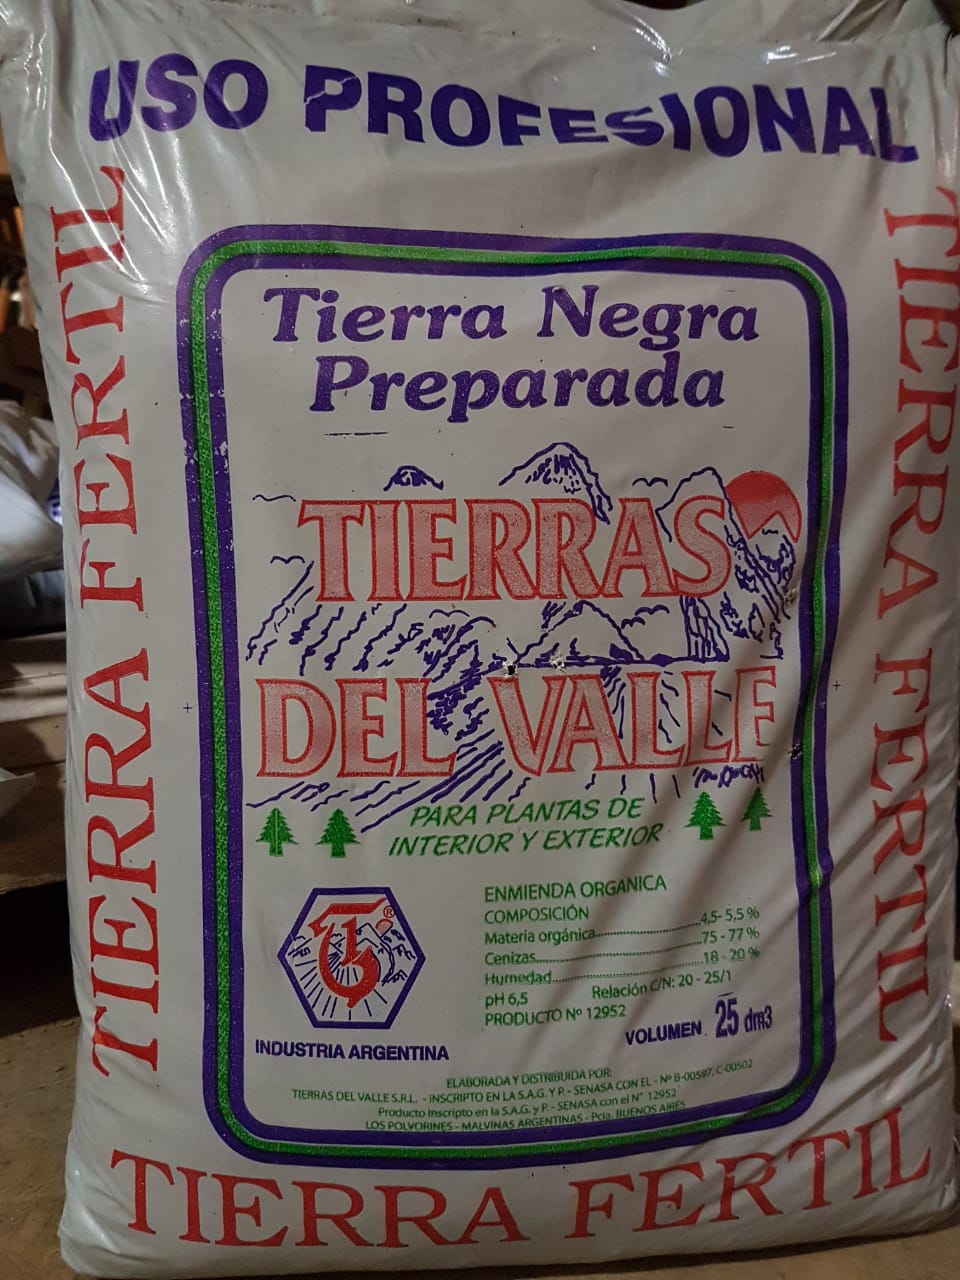 USO PROFESIONAL
TIERRA FERTIL
TIERRA FERTIL
Tierra Negra
Preparada
TIERRAS
DEL VALLE
PARA PLANTAS DE
INTERIOR Y EXTERIOR
®
ENMIENDA ORGANICA
COMPOSICIÓN
Materia orgánica 4,5- 5,5 %
Cenizas 75 - 77 %
Humedad 18 - 20 %
pH 6,5 Relación C/N: 20 - 25/1
PRODUCTO Nº 12952
VOLUMEN. 25 dm3
INDUSTRIA ARGENTINA
ELABORADA Y DISTRIBUIDA POR:
TIERRAS DEL VALLE S.R.L. - INSCRIPTO EN LA S.A.G. Y P. - SENASA CON EL - Nº B-00597, C-00502
Producto Inscripto en la S.A.G. y P. - SENASA con el N° 12952
LOS POLVORINES - MALVINAS ARGENTINAS - Pcia. BUENOS AIRES
TIERRA FERTIL